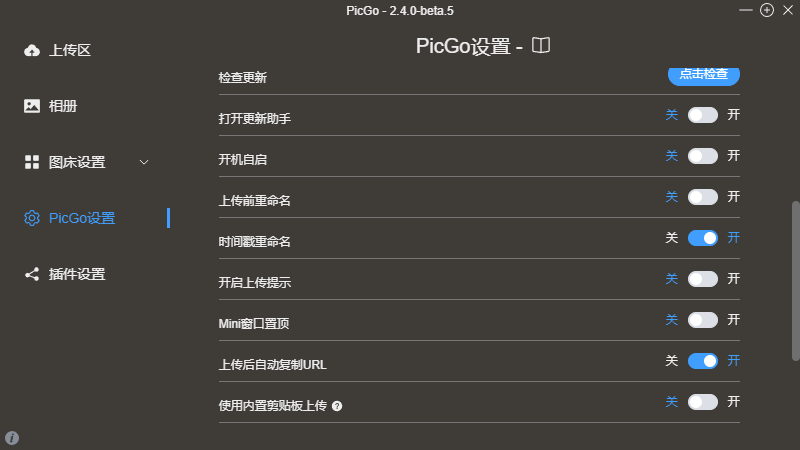 PicGo - 2.4.0-beta.5
上传区
相册
图床设置
PicGo设置
插件设置
PicGo设置 -
检查更新 点击检查
打开更新助手 关 开
开机自启 关 开
上传前重命名 关 开
时间戳重命名 关 开
开启上传提示 关 开
Mini窗口置顶 关 开
上传后自动复制URL 关 开
使用内置剪贴板上传 ? 关 开
i